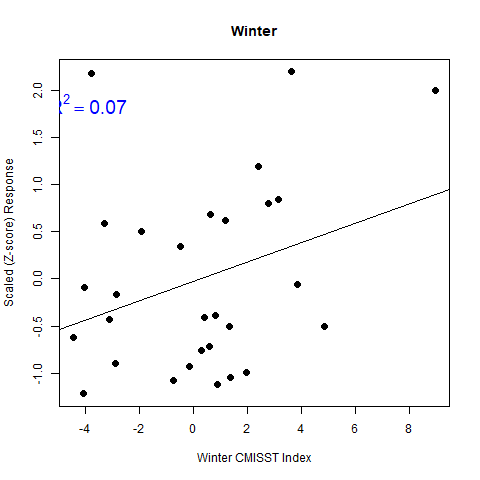 Winter
R² = 0.07
Scaled (Z-score) Response
2.0
1.5
1.0
0.5
0.0
-0.5
-1.0
-4 -2 0 2 4 6 8
Winter CMISST Index